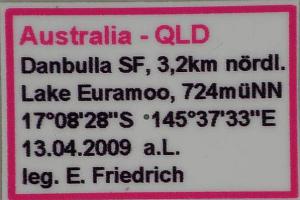 Australia - QLD
Danbulla SF, 3,2km nördl.
Lake Euramoo, 724müNN
17°08'28"S 145°37'33"E
13.04.2009 a.L.
leg. E. Friedrich